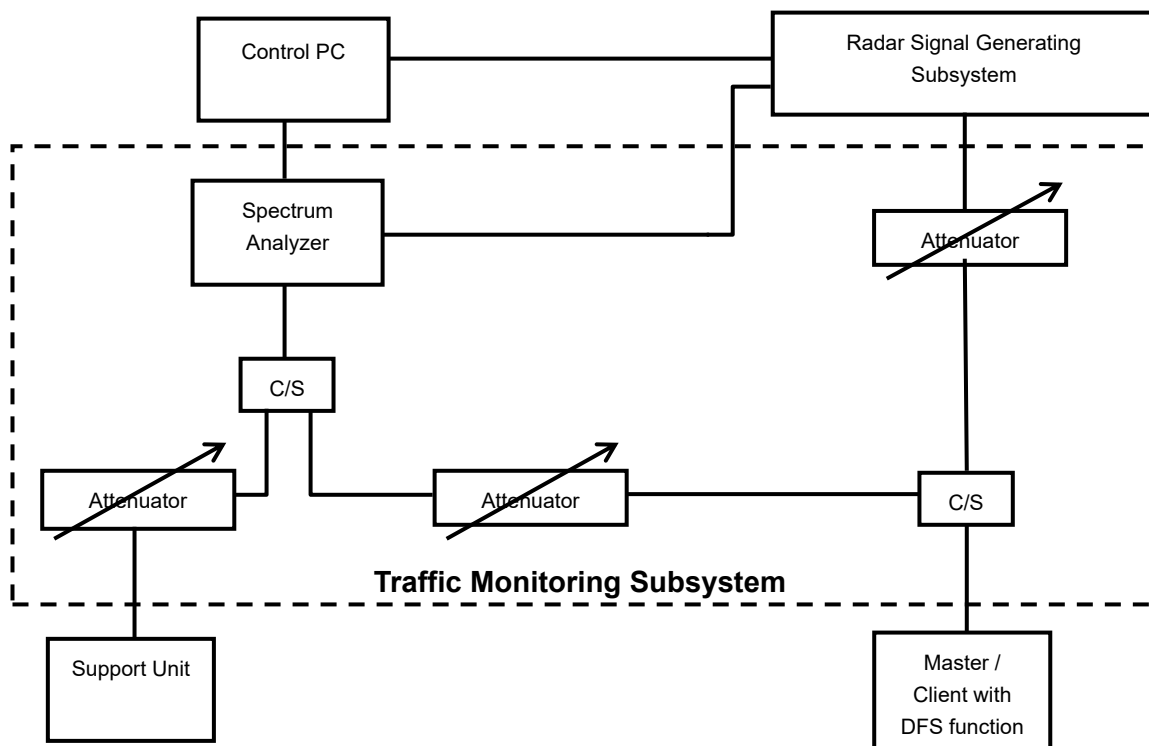 Control PC
Radar Signal Generating
Subsystem
Spectrum
Analyzer
Attenuator
C/S
Attenuator
Attenuator
C/S
Traffic Monitoring Subsystem
Support Unit
Master /
Client with
DFS function